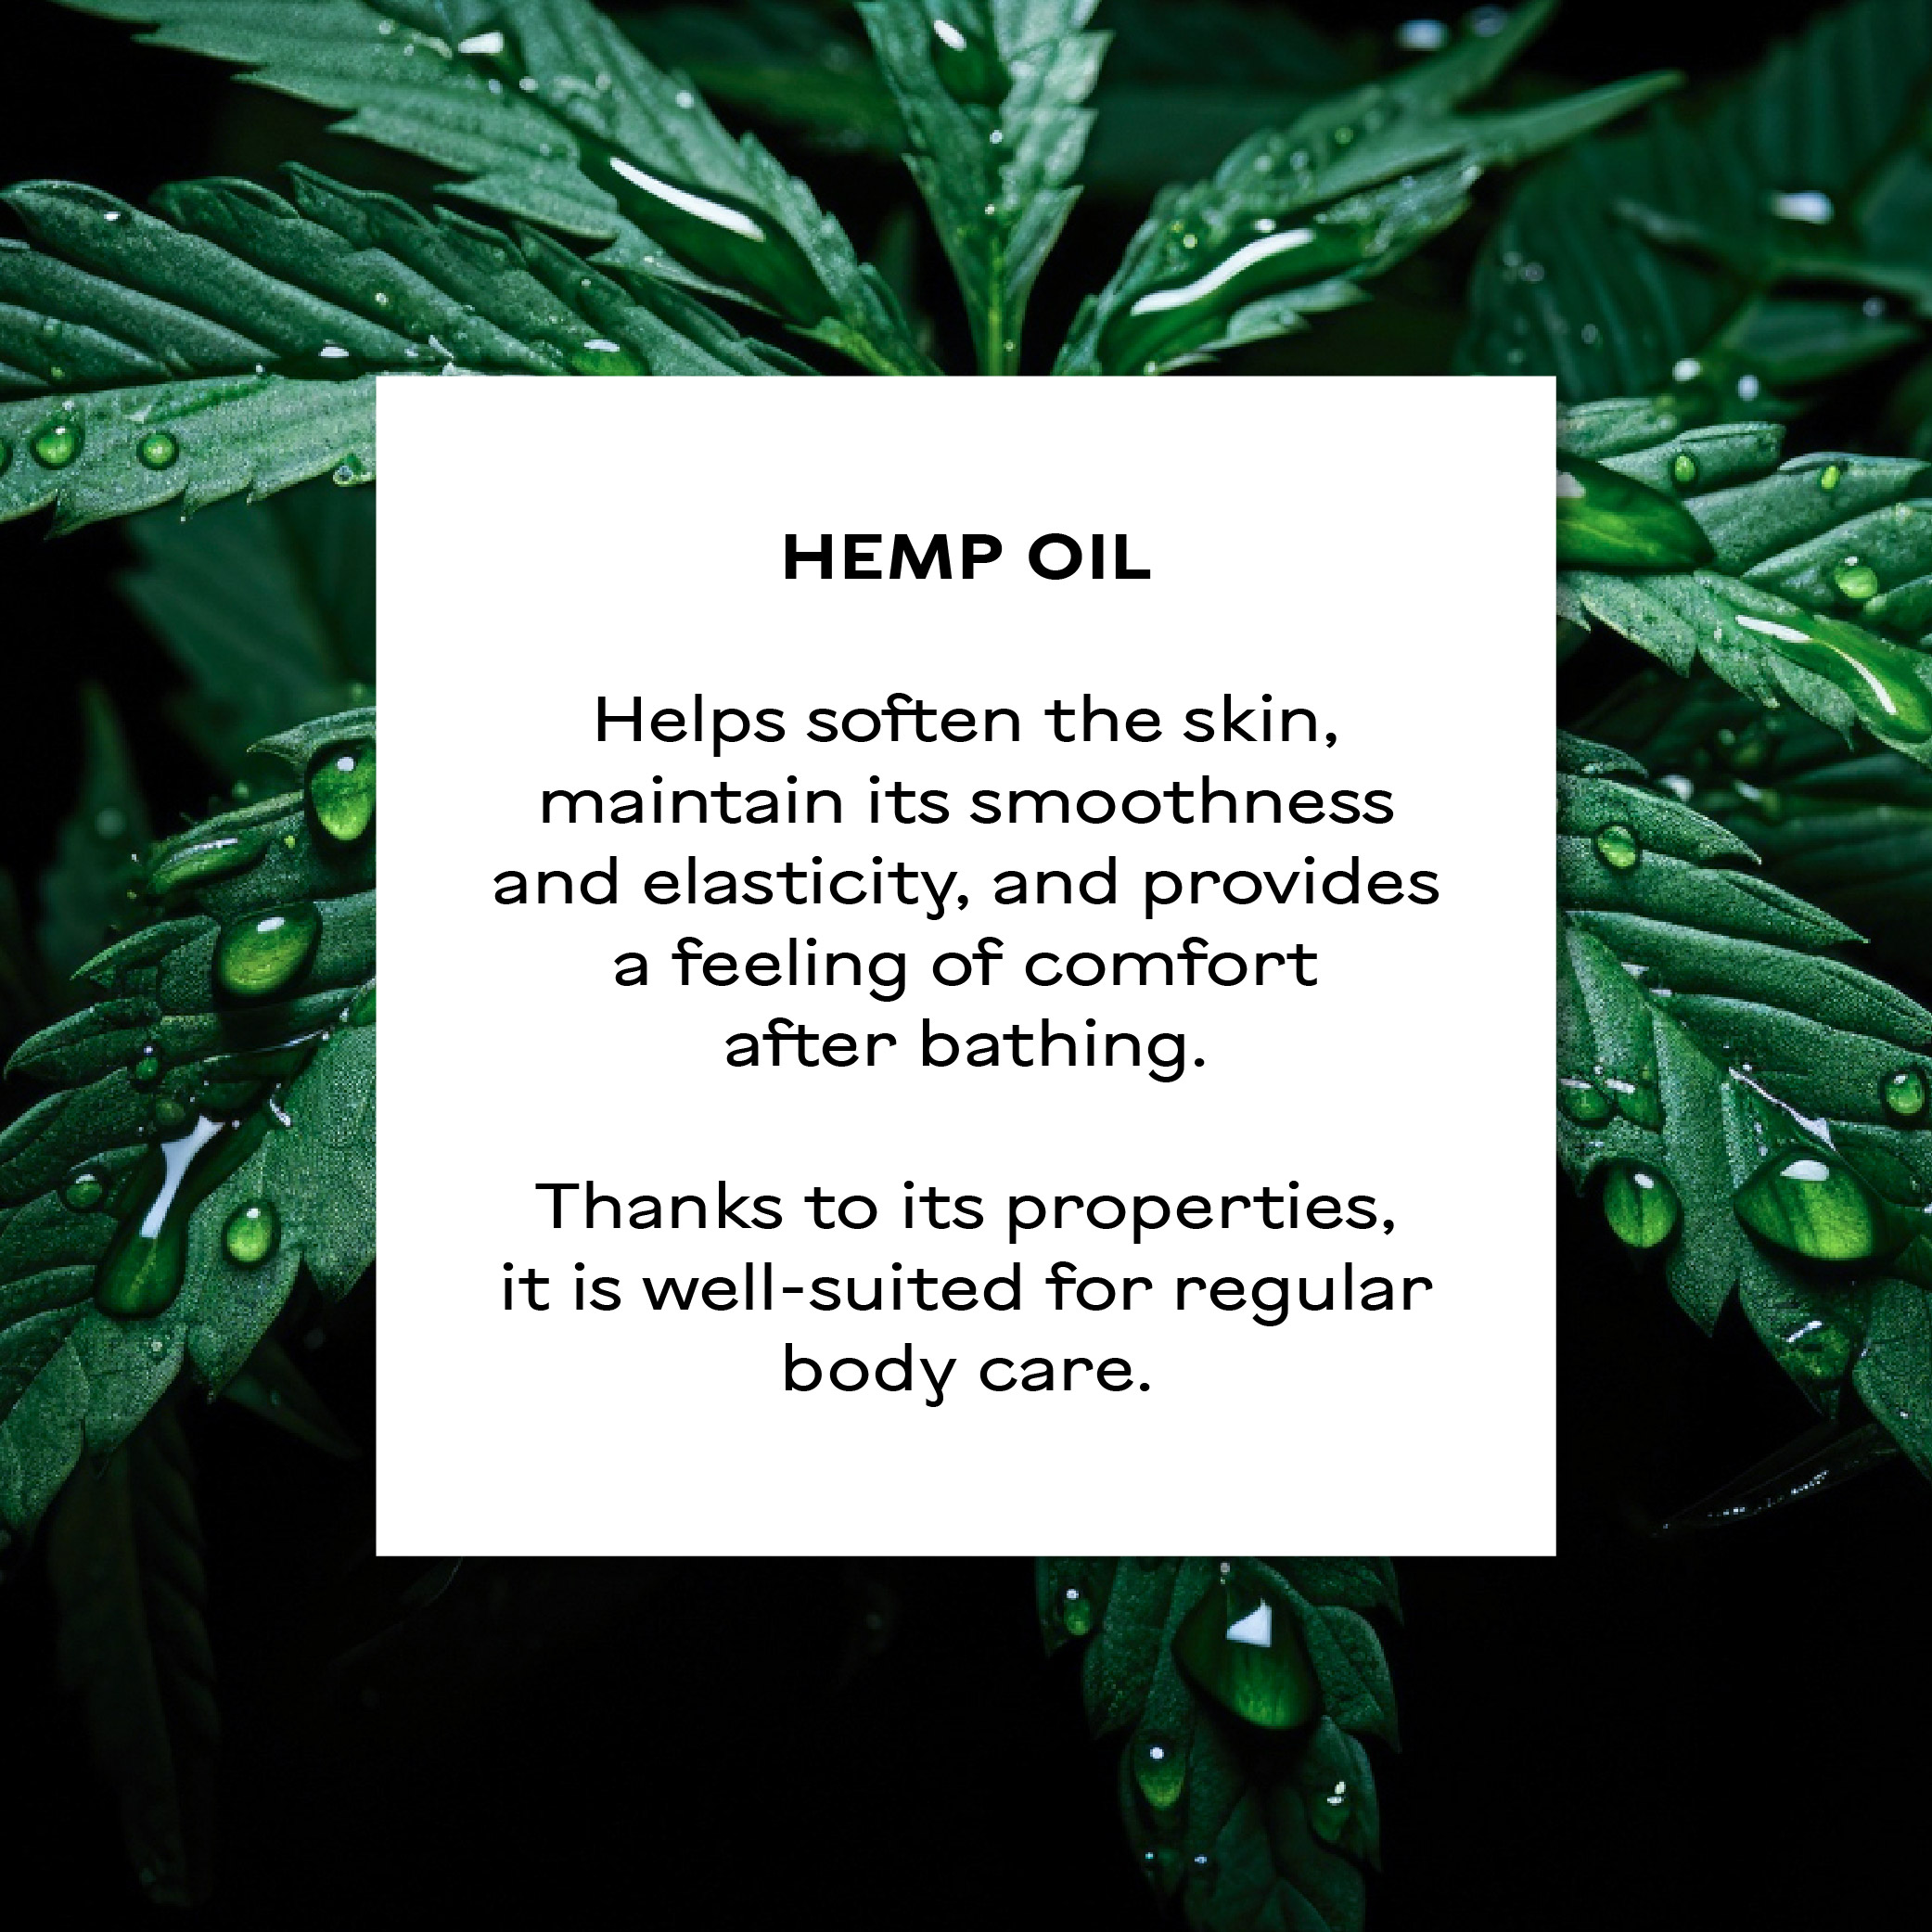 HEMP OIL
Helps soften the skin,
maintain its smoothness
and elasticity, and provides
a feeling of comfort
after bathing.
Thanks to its properties,
it is well-suited for regular
body care.